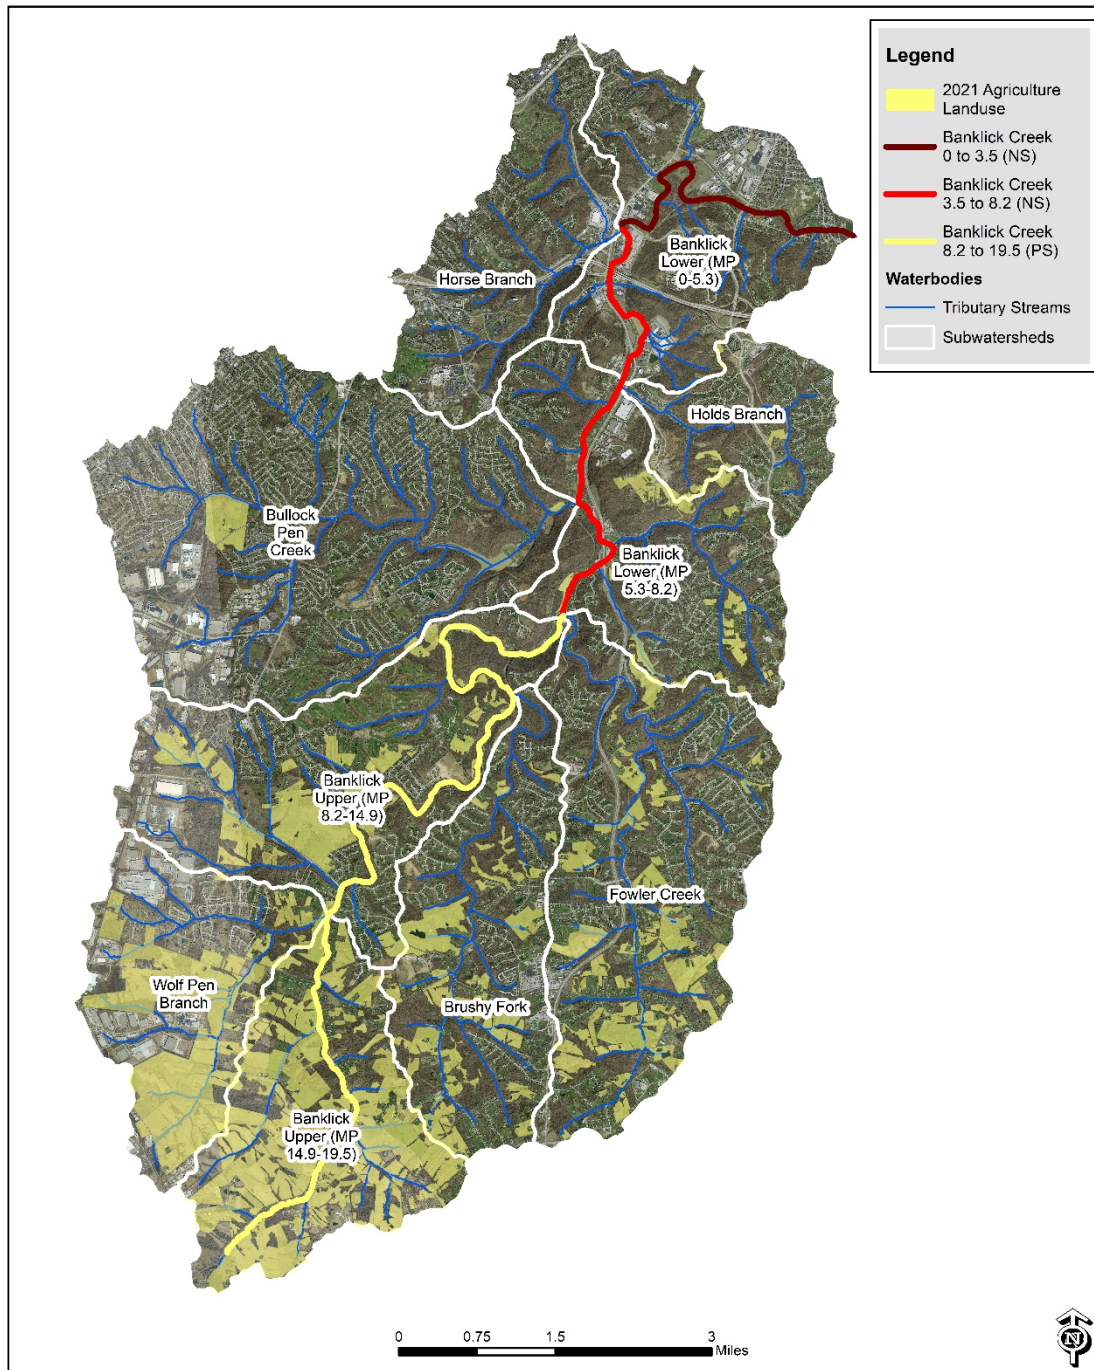 Legend
2021 Agriculture
Landuse
Banklick Creek
0 to 3.5 (NS)
Banklick Creek
3.5 to 8.2 (NS)
Banklick Creek
8.2 to 19.5 (PS)
Waterbodies
Tributary Streams
Subwatersheds
Banklick
Lower (MP
0-5.3)
Horse Branch
Holds Branch
Bullock
Pen
Creek
Banklick
Lower (MP
5.3-8.2)
Banklick
Upper (MP
8.2-14.9)
Fowler Creek
Wolf Pen
Branch
Brushy Fork
Banklick
Upper (MP
14.9-19.5)
0 0.75 1.5 3
Miles
N